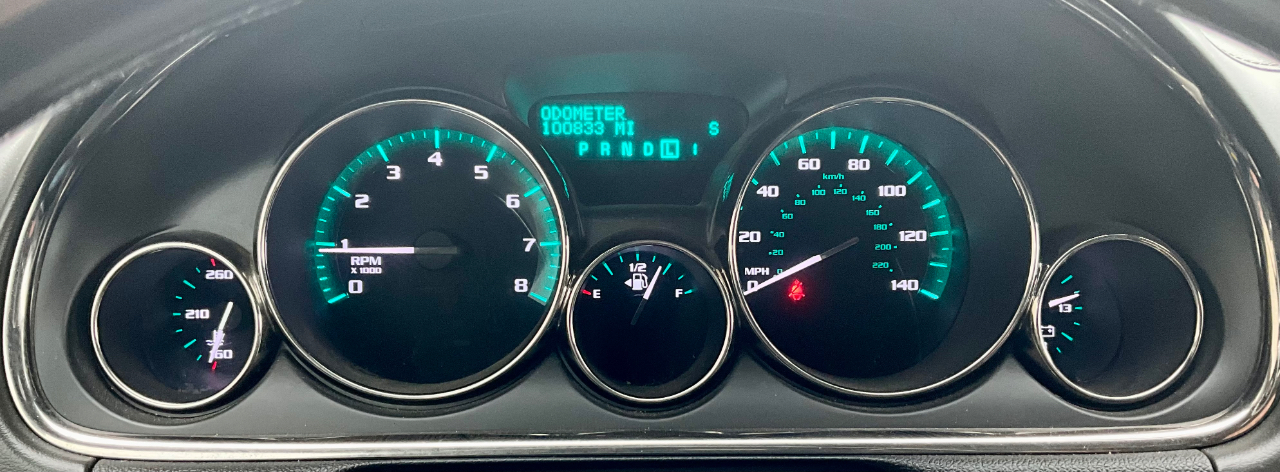 ODOMETER
100833 MI S
P R N D L 1
0 1 2 3 4 5 6 7 8
RPM
X 1000
0 20 40 60 80 100 120 140
MPH
km/h
0 20 40 60 80 100 120 140 160 180 200 220
260
210
160
1/2
E F
13